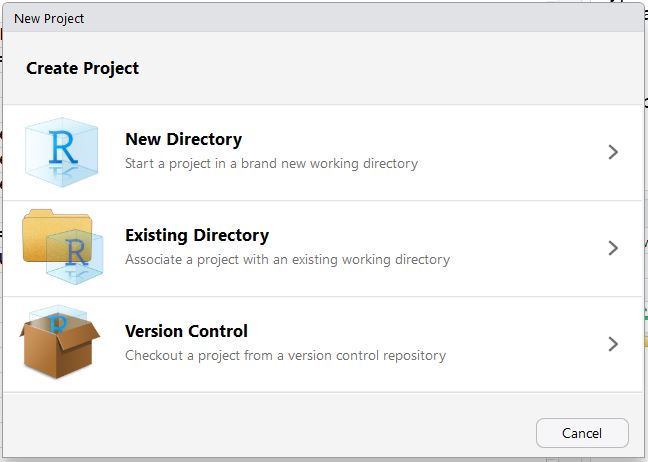 New Project
Create Project
R
New Directory
Start a project in a brand new working directory
R
Existing Directory
Associate a project with an existing working directory
R
Version Control
Checkout a project from a version control repository
Cancel